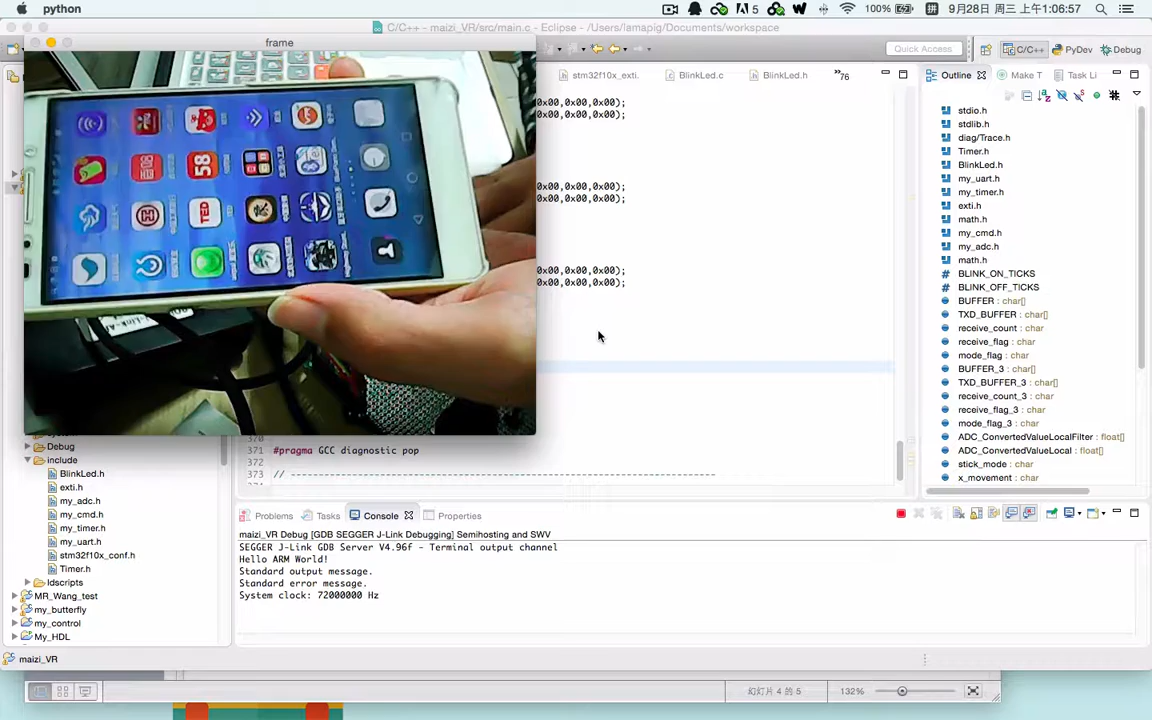 python
5
100%
9月28日 周三 上午1:06:57
C/C++ - maizi_VR/src/main.c - Eclipse - /Users/lamapig/Documents/workspace
frame
Quick Access
C/C++
PyDev
Debug
stm32f10x_exti.
BlinkLed.c
BlinkLed.h
76
Outline
Make T
Task Li
0x00,0x00,0x00);
0x00,0x00,0x00);
0x00,0x00,0x00);
0x00,0x00,0x00);
0x00,0x00,0x00);
0x00,0x00,0x00);
58
TED
stdio.h
stdlib.h
diag/Trace.h
Timer.h
BlinkLed.h
my_uart.h
my_timer.h
exti.h
math.h
my_cmd.h
my_adc.h
math.h
BLINK_ON_TICKS
BLINK_OFF_TICKS
BUFFER : char[]
TXD_BUFFER : char[]
receive_count : char
receive_flag : char
mode_flag : char
BUFFER_3 : char[]
TXD_BUFFER_3 : char[]
receive_count_3 : char
receive_flag_3 : char
mode_flag_3 : char
ADC_ConvertedValueLocalFilter : float[]
ADC_ConvertedValueLocal : float[]
stick_mode : char
x_movement : char
370
371 #pragma GCC diagnostic pop
372
373 // ----------------------------------------------------------------------------
Debug
include
BlinkLed.h
exti.h
my_adc.h
my_cmd.h
my_timer.h
my_uart.h
stm32f10x_conf.h
Timer.h
ldscripts
MR_Wang_test
my_butterfly
my_control
My_HDL
Problems
Tasks
Console
Properties
maizi_VR Debug [GDB SEGGER J-Link Debugging] Semihosting and SWV
SEGGER J-Link GDB Server V4.96f - Terminal output channel
Hello ARM World!
Standard output message.
Standard error message.
System clock: 72000000 Hz
maizi_VR
幻灯片 4 的 5
132%